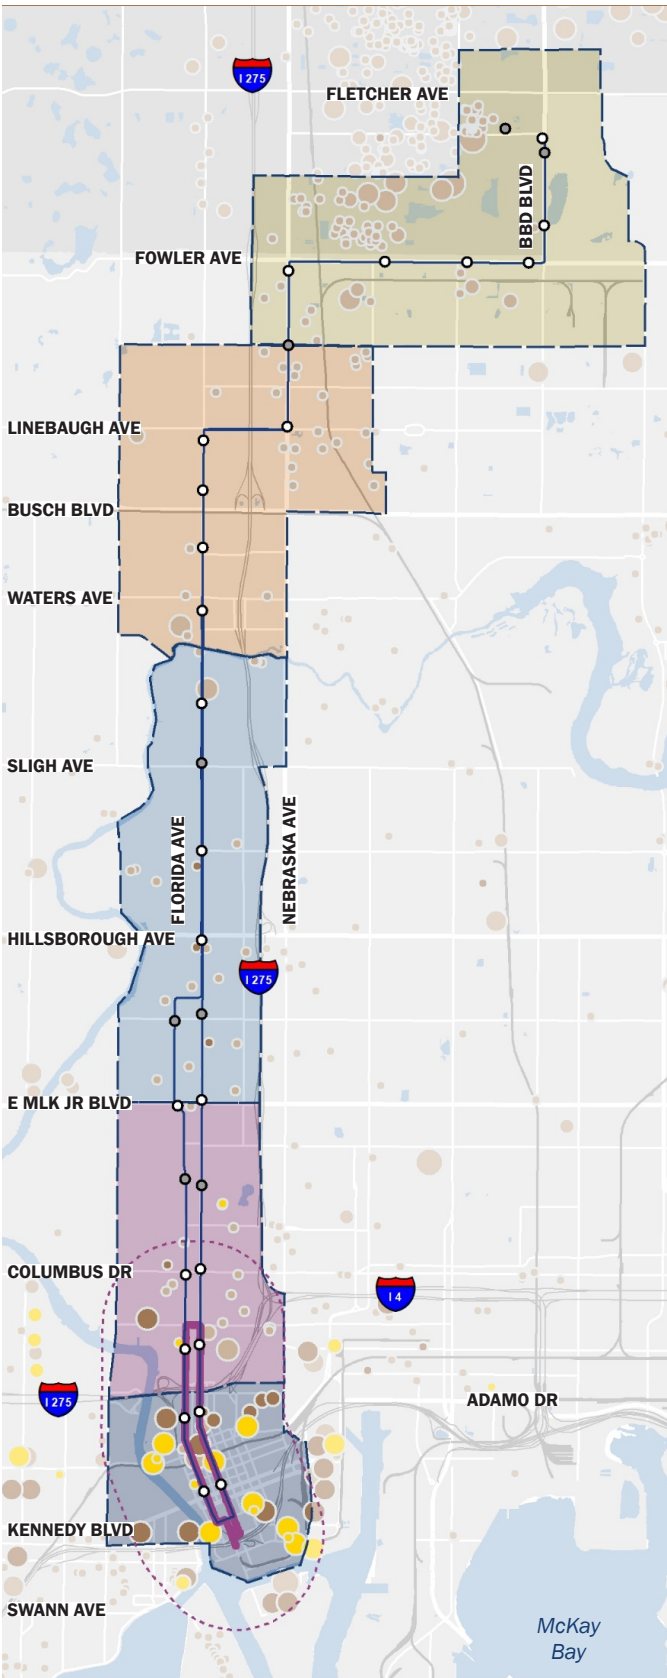 I 275
FLETCHER AVE
BBD BLVD
FOWLER AVE
LINEBAUGH AVE
BUSCH BLVD
WATERS AVE
SLIGH AVE
FLORIDA AVE
NEBRASKA AVE
HILLSBOROUGH AVE
I 275
E MLK JR BLVD
COLUMBUS DR
I 4
I 275
ADAMO DR
KENNEDY BLVD
SWANN AVE
McKay
Bay